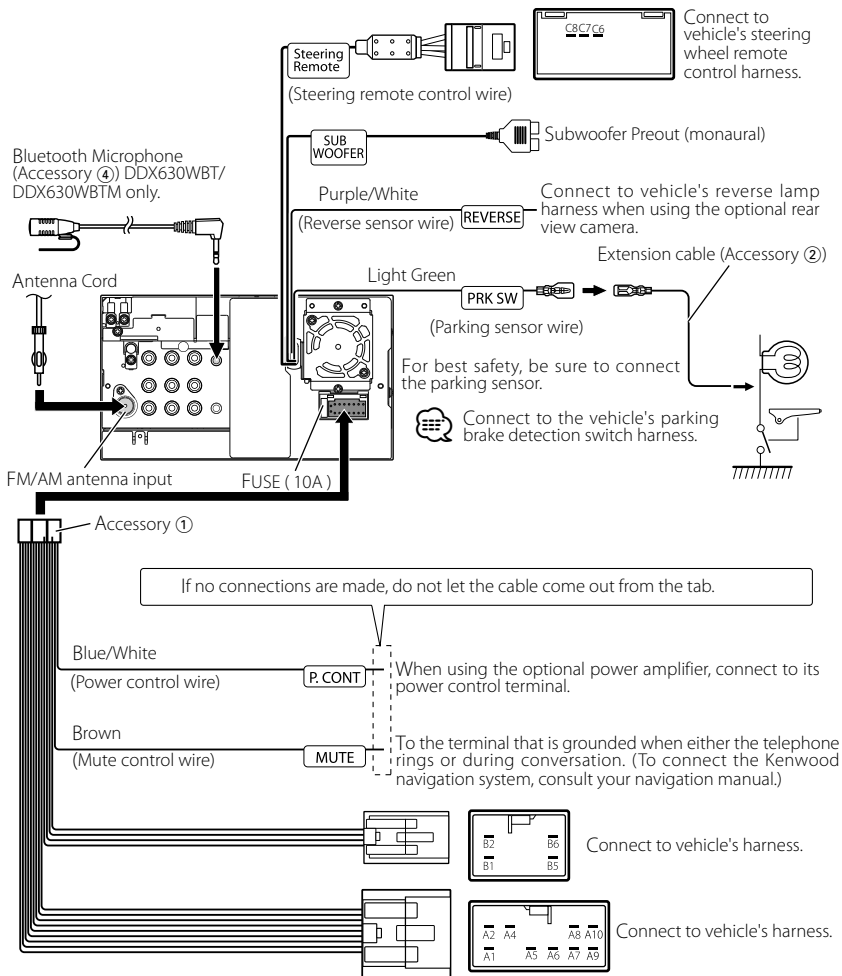 Steering
Remote
(Steering remote control wire)
C8C7C6
Connect to
vehicle's steering
wheel remote
control harness.
SUB
WOOFER
Subwoofer Preout (monaural)
Bluetooth Microphone
(Accessory ④) DDX630WBT/
DDX630WBTM only.
Purple/White
(Reverse sensor wire)
REVERSE
Connect to vehicle's reverse lamp
harness when using the optional rear
view camera.
Extension cable (Accessory ②)
Antenna Cord
Light Green
PRK SW
(Parking sensor wire)
For best safety, be sure to connect
the parking sensor.
Connect to the vehicle's parking
brake detection switch harness.
FM/AM antenna input
FUSE ( 10A )
Accessory ①
If no connections are made, do not let the cable come out from the tab.
Blue/White
(Power control wire)
P. CONT
When using the optional power amplifier, connect to its
power control terminal.
Brown
(Mute control wire)
MUTE
To the terminal that is grounded when either the telephone
rings or during conversation. (To connect the Kenwood
navigation system, consult your navigation manual.)
B2 B6
B1 B5
Connect to vehicle's harness.
A2 A4 A8 A10
A1 A5 A6 A7 A9
Connect to vehicle's harness.